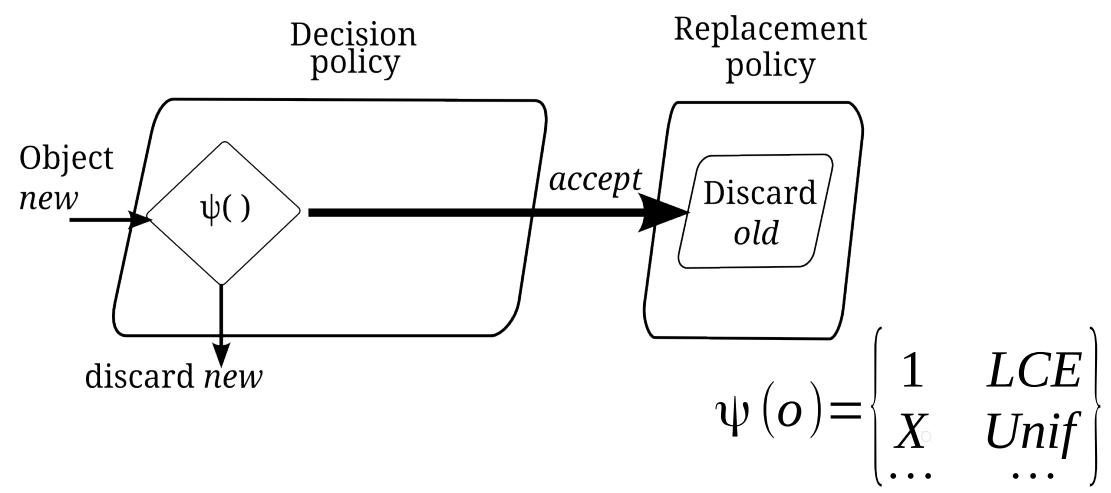 Decision
policy
Replacement
policy
Object
new
ψ( )
accept
Discard
old
discard new
ψ(o)={1 LCE
X Unif
... ...}